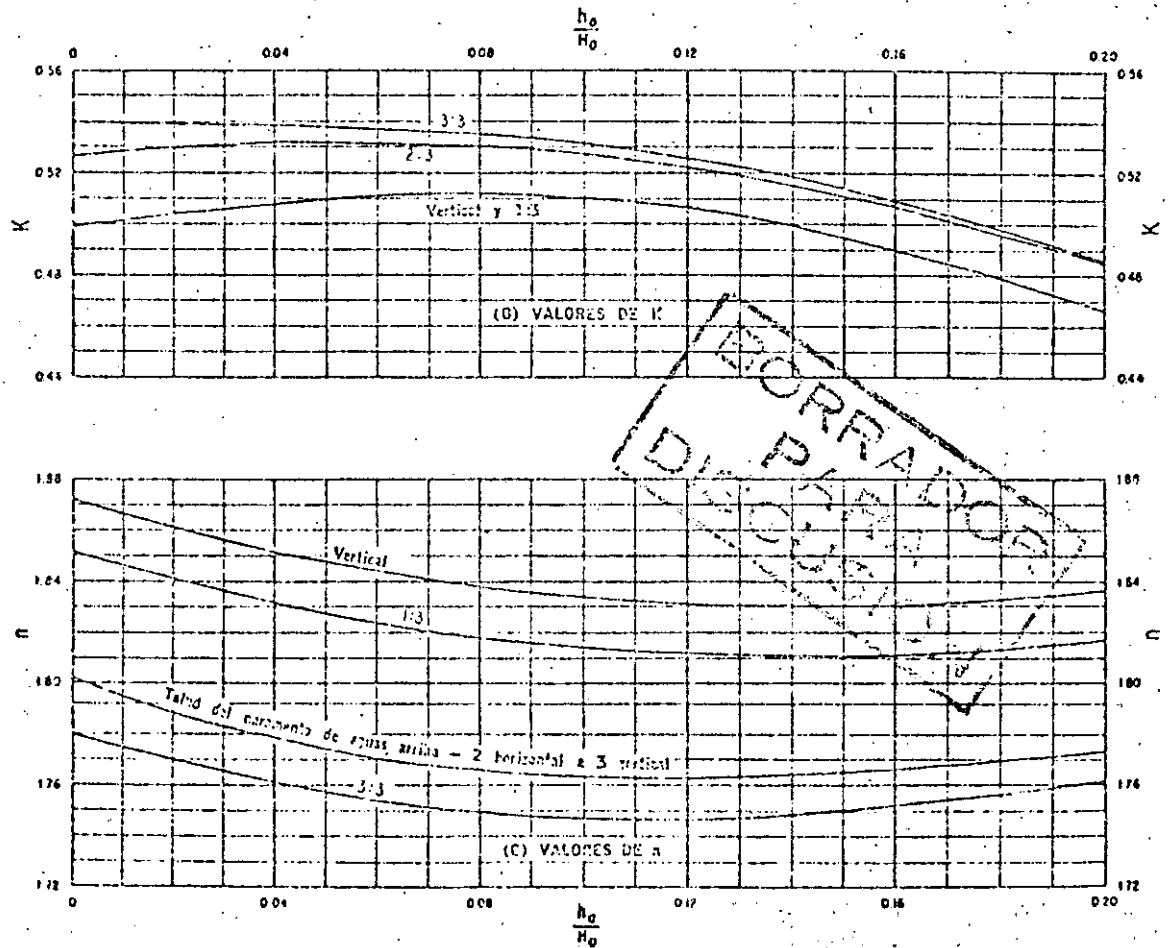 h₀
H₀
0 0.04 0.08 0.12 0.16 0.20
0.56 0.56
3:3
2:3
0.52 0.52
K K
Vertical y 1:3
0.48 0.48
(B) VALORES DE K
0.44 0.44
BORRADOR
PARA
1.88 1.88
Vertical
1.84 1.84
1:3
n n
1.80 1.80
Talud del paramento de aguas arriba - 2 horizontal a 3 vertical
1.76 1.76
3:3
(C) VALORES DE n
1.72 1.72
0 0.04 0.08 0.12 0.16 0.20
h₀
H₀